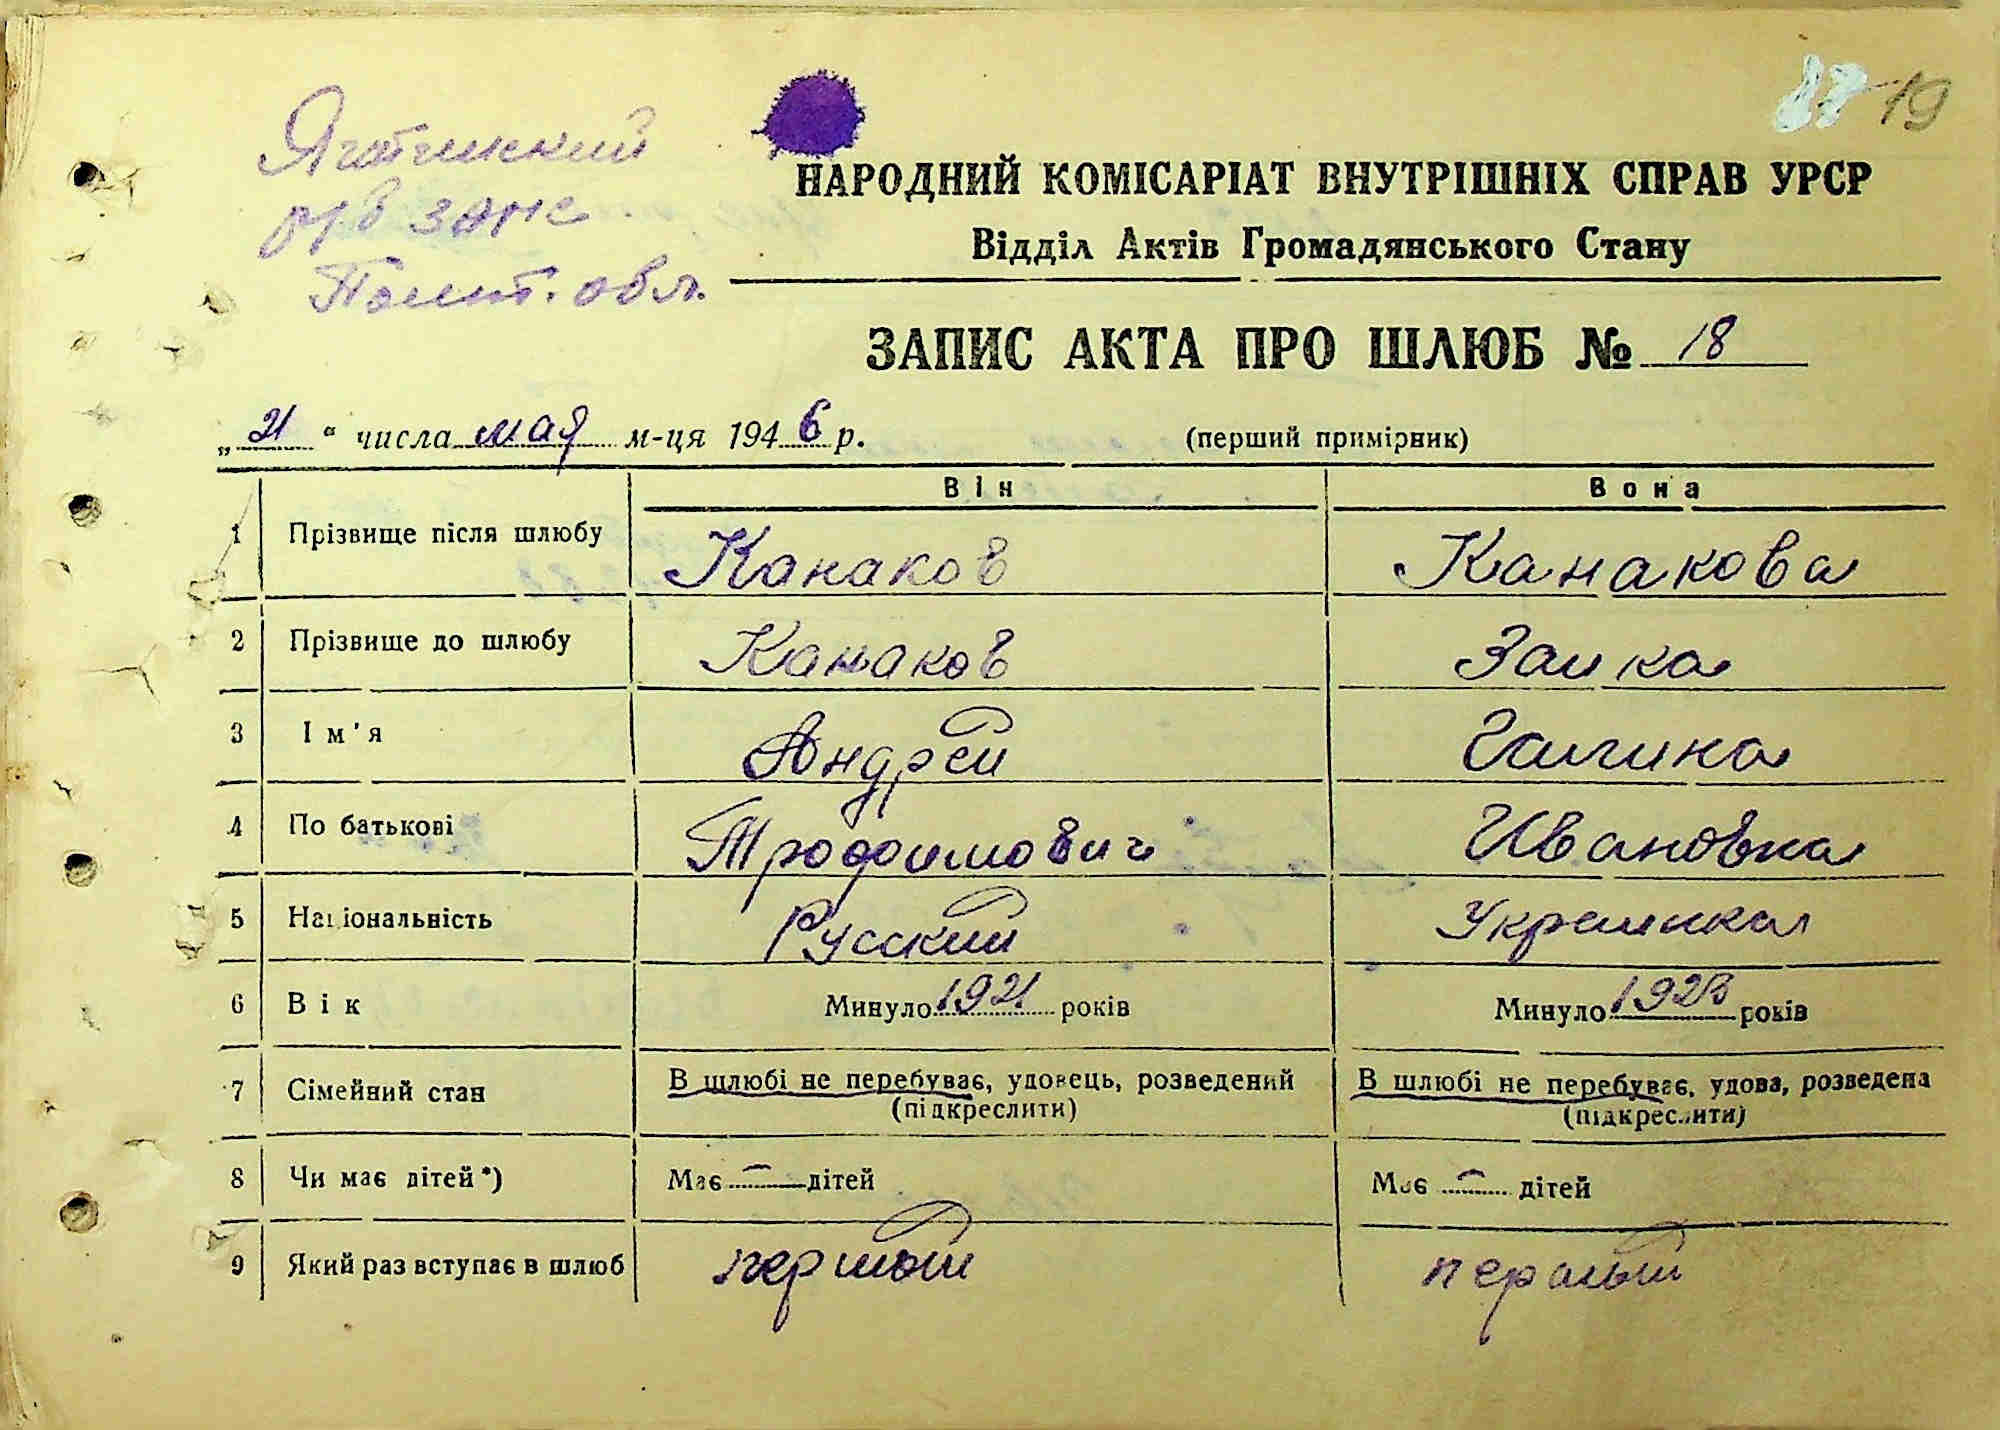 19
Яготинский
р/б загс
Полт. обл.
НАРОДНИЙ КОМІСАРІАТ ВНУТРІШНІХ СПРАВ УРСР
Відділ Актів Громадянського Стану
ЗАПИС АКТА ПРО ШЛЮБ № 18
„21“ числа мая м-ця 1946 р. (перший примірник)
Він Вона
1 Прізвище після шлюбу Канаков Канакова
2 Прізвище до шлюбу Канаков Заика
3 Ім'я Андрей Галина
4 По батькові Трофимович Ивановна
5 Національність Русский Украинка
6 Вік Минуло 1921 років Минуло 1923 років
7 Сімейний стан В шлюбі не перебуває, удовець, розведений В шлюбі не перебуває, удова, розведена
(підкреслити) (підкреслити)
8 Чи має дітей*) Має — дітей Має — дітей
9 Який раз вступає в шлюб первый первый